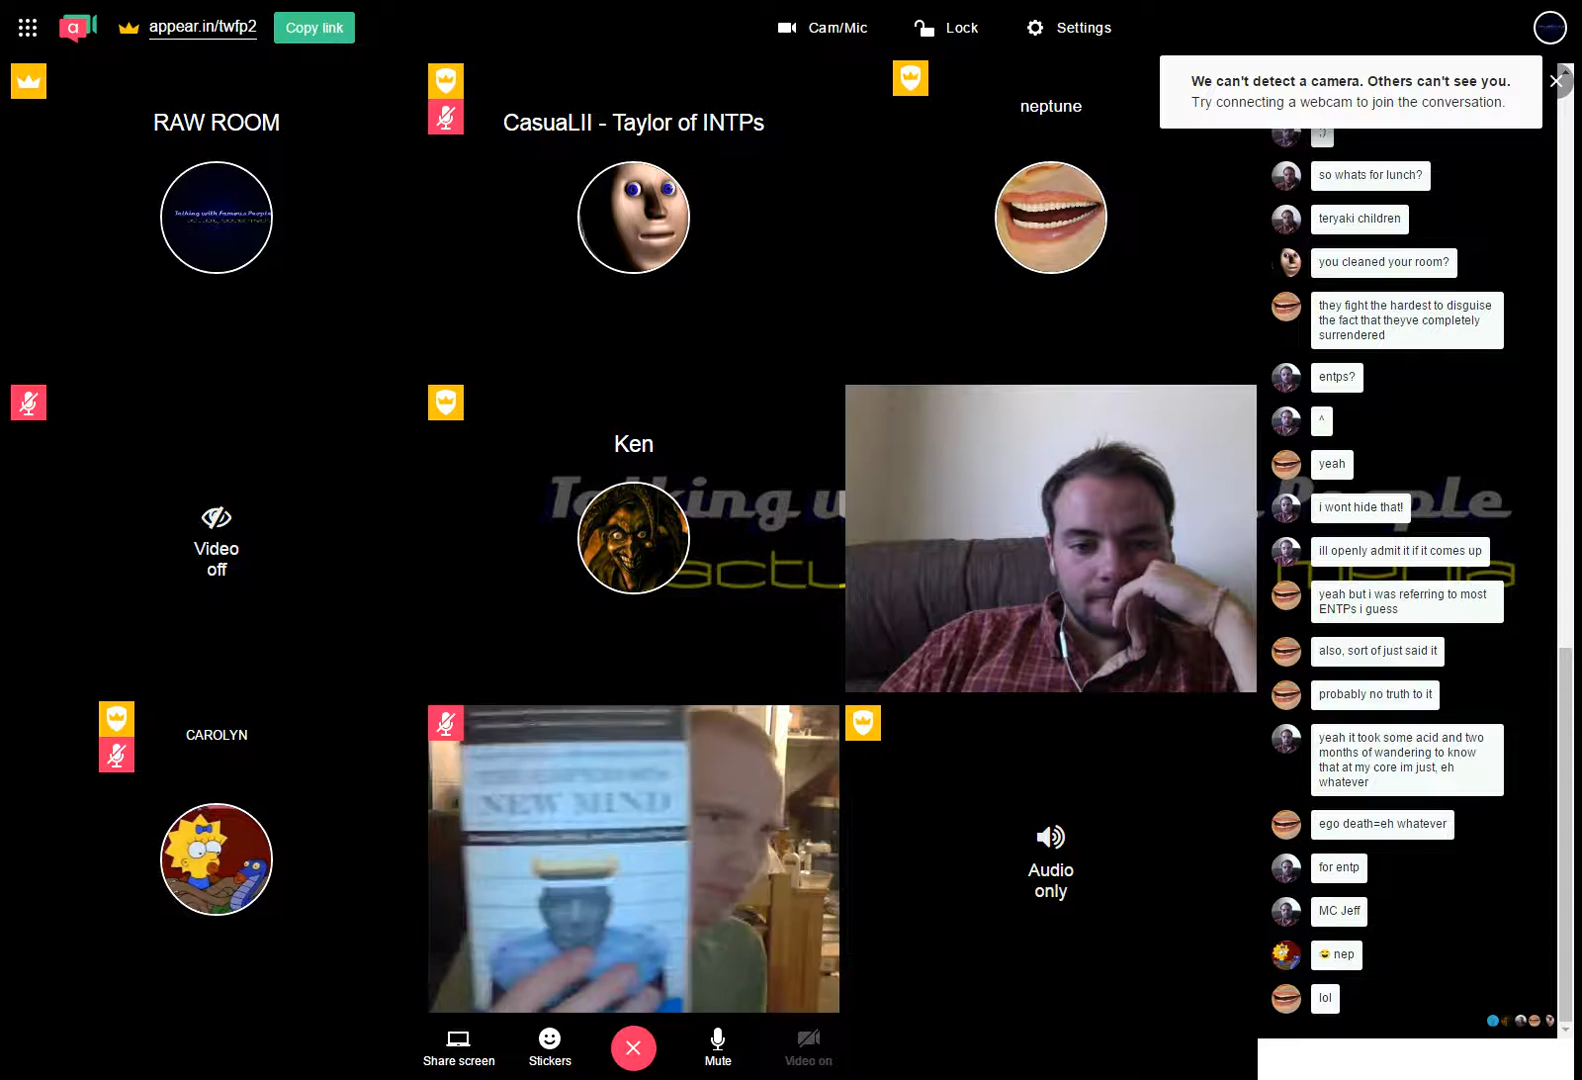 appear.in/twfp2
Copy link
Cam/Mic
Lock
Settings
We can't detect a camera. Others can't see you.
Try connecting a webcam to join the conversation.
RAW ROOM
Talking with Famous People
CasuaLII - Taylor of INTPs
neptune
Video
off
Ken
CAROLYN
NEW MIND
Audio
only
Share screen
Stickers
Mute
Video on
:)
so whats for lunch?
teryaki children
you cleaned your room?
they fight the hardest to disguise
the fact that theyve completely
surrendered
entps?
^
yeah
i wont hide that!
ill openly admit it if it comes up
yeah but i was referring to most
ENTPs i guess
also, sort of just said it
probably no truth to it
yeah it took some acid and two
months of wandering to know
that at my core im just, eh
whatever
ego death=eh whatever
for entp
MC Jeff
😂 nep
lol